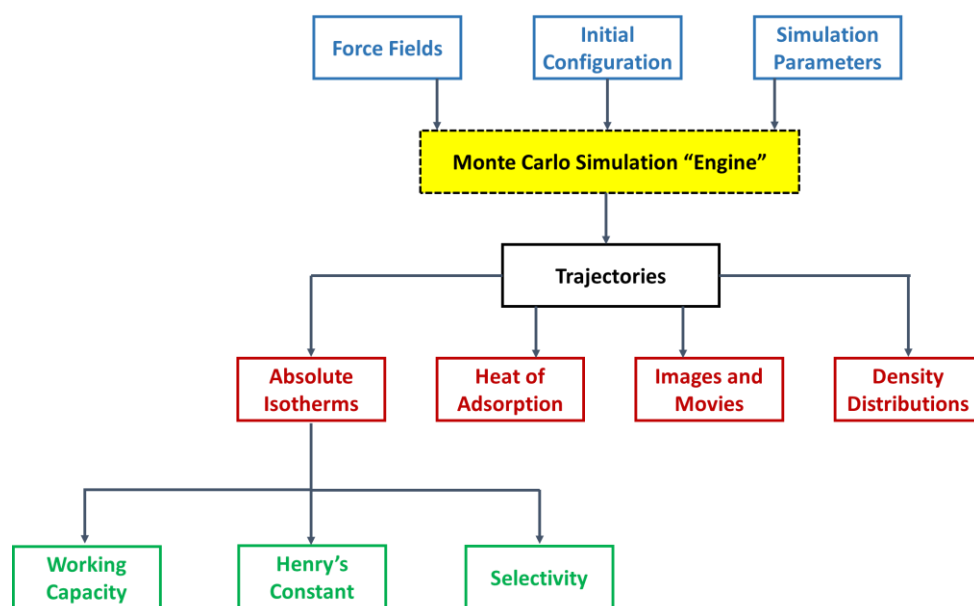 Force Fields
Initial
Configuration
Simulation
Parameters
Monte Carlo Simulation “Engine”
Trajectories
Absolute
Isotherms
Heat of
Adsorption
Images and
Movies
Density
Distributions
Working
Capacity
Henry’s
Constant
Selectivity